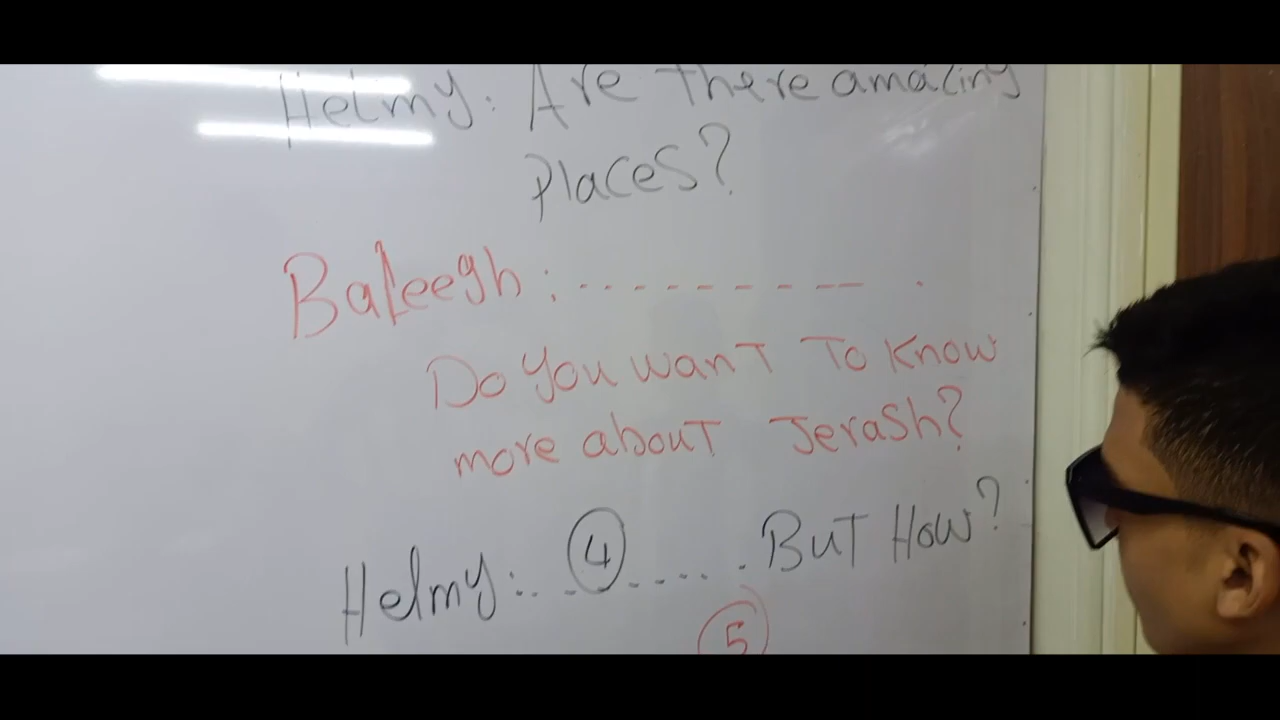 Helmy: Are there amazing
Places?
Baleegh: - - - - - - - - - .
Do you want to know
more about Jerash?
Helmy: - - - 4 - - - - - But How?
5